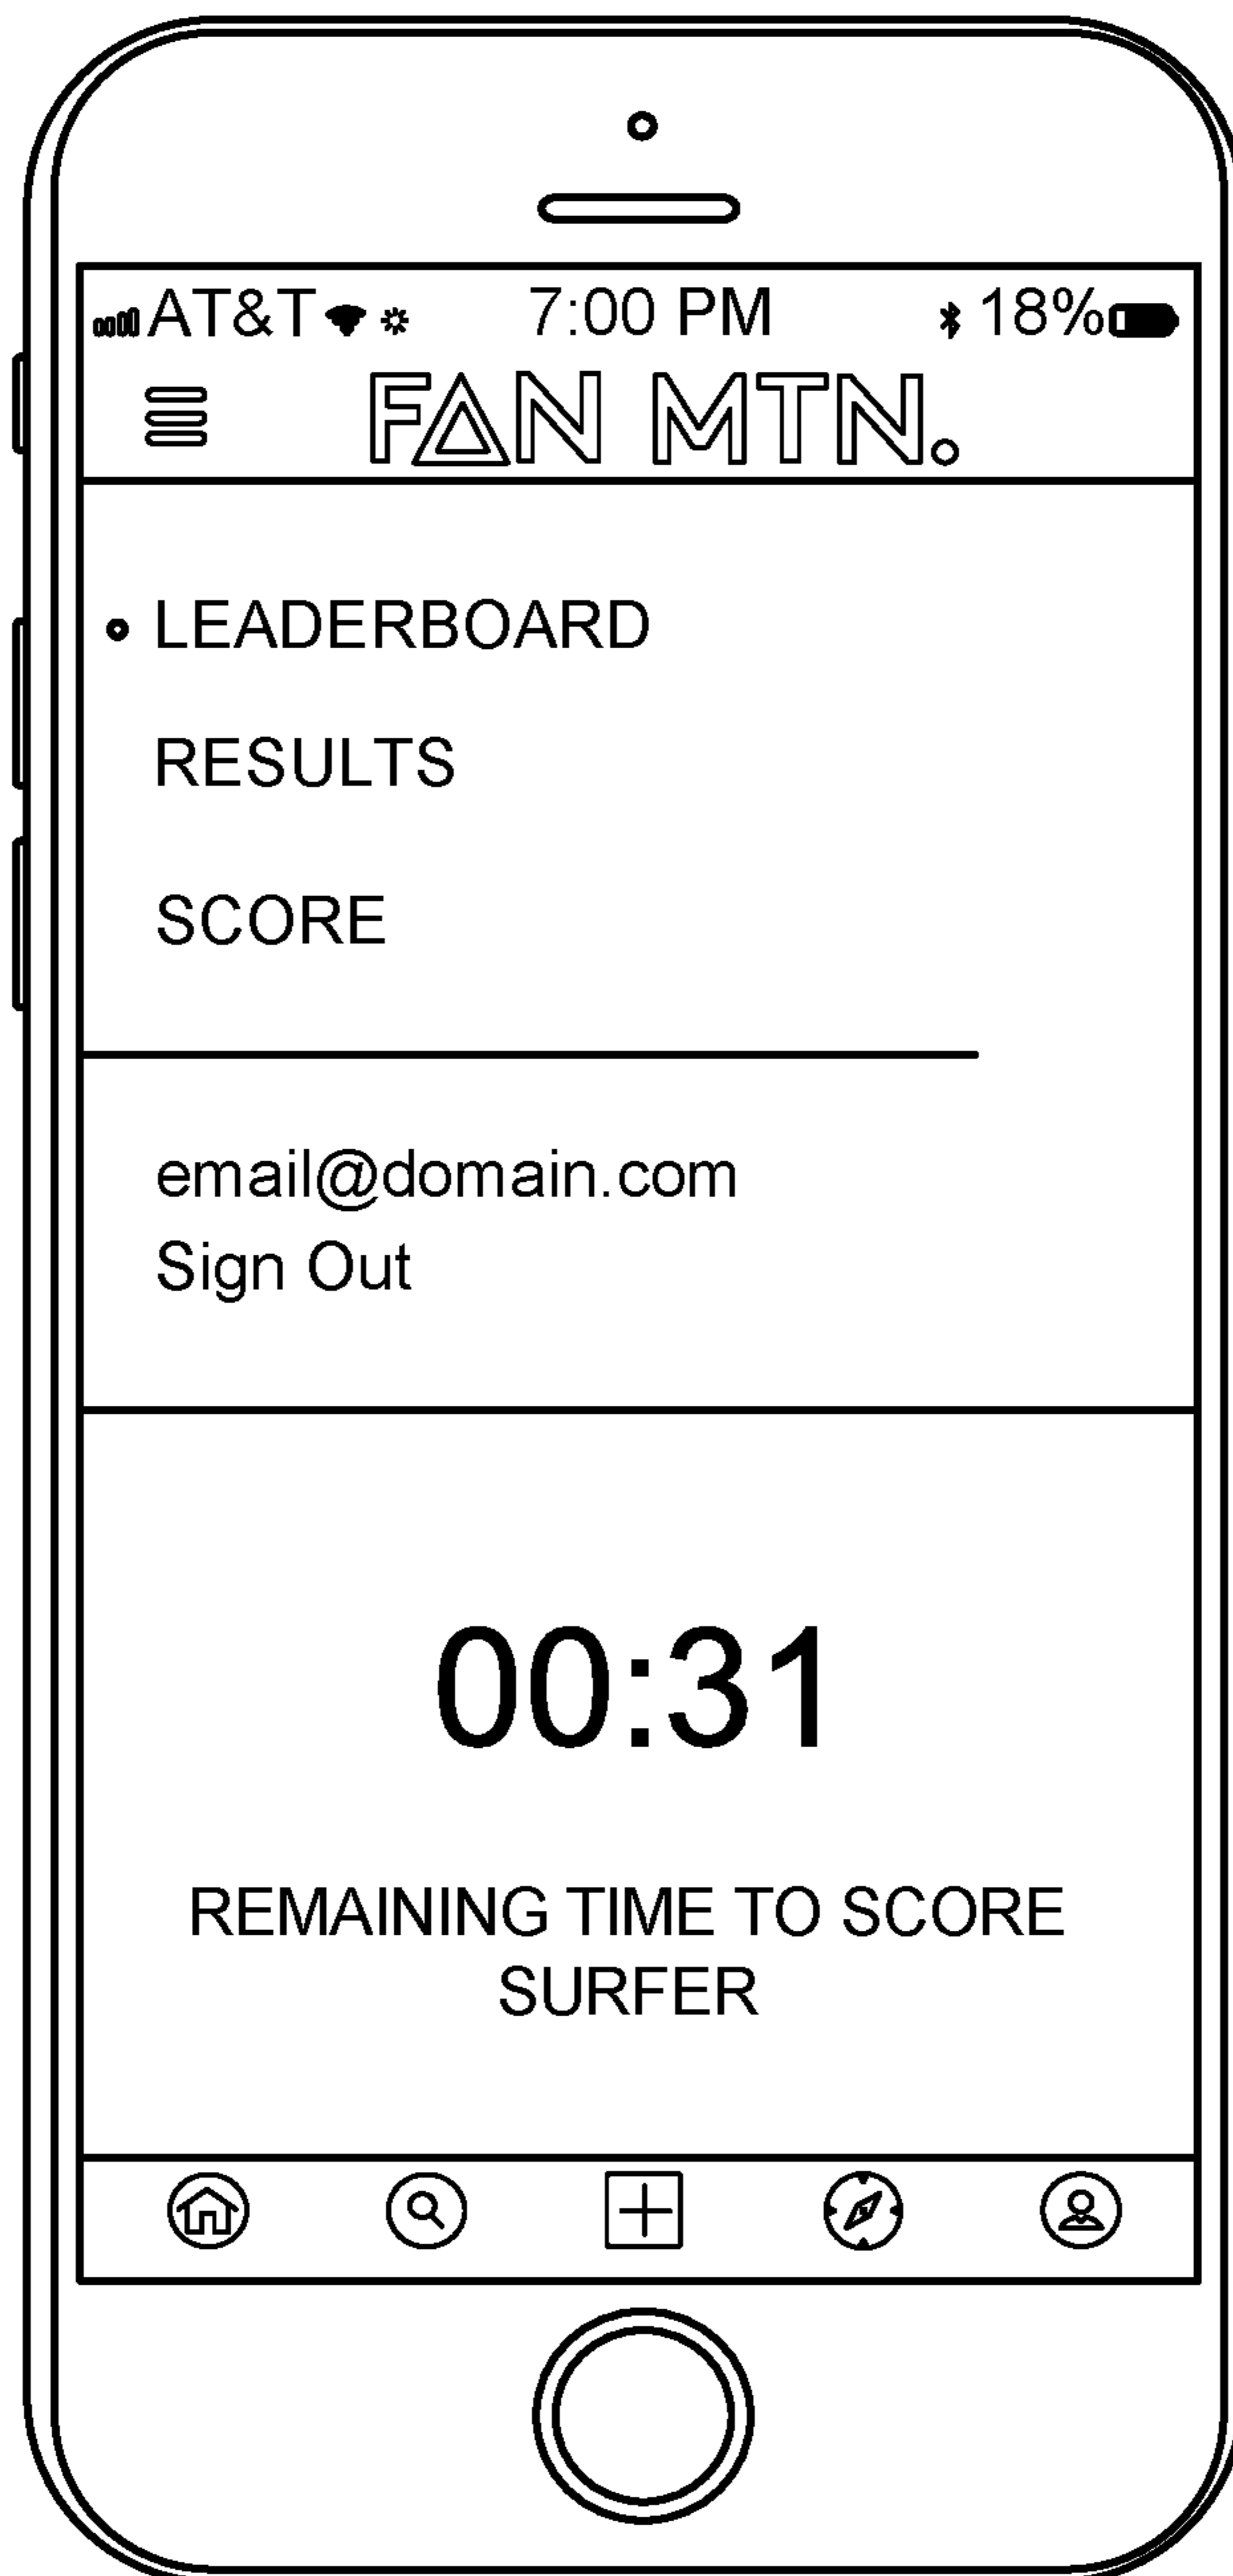 AT&T 7:00 PM 18%
FAN MTN.
LEADERBOARD
RESULTS
SCORE
email@domain.com
Sign Out
00:31
REMAINING TIME TO SCORE
SURFER